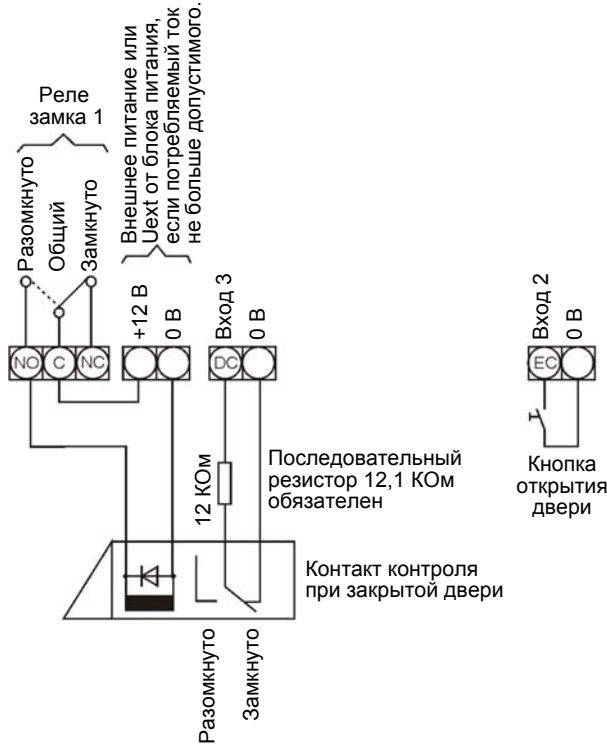 Реле
замка 1
Разомкнуто
Общий
Замкнуто
Внешнее питание или
Uext от блока питания,
если потребляемый ток
не больше допустимого.
+12 В
0 В
Вход 3
0 В
Вход 2
0 В
NO
C
NC
DC
EC
12 КОм
Последовательный
резистор 12,1 КОм
обязателен
Кнопка
открытия
двери
Контакт контроля
при закрытой двери
Разомкнуто
Замкнуто